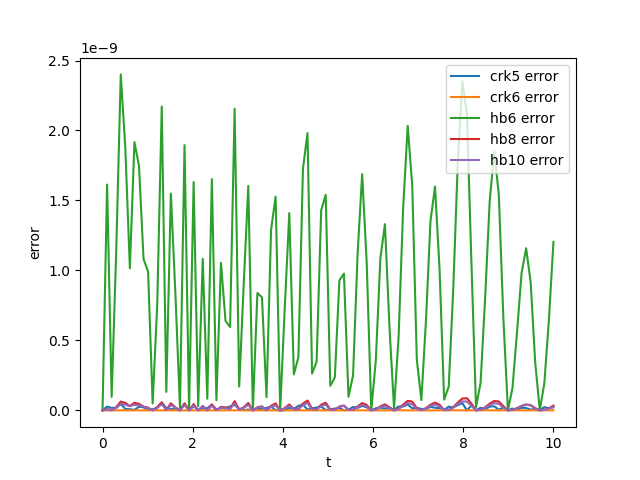 1e−9
2.5
2.0
1.5
1.0
0.5
0.0
error
crk5 error
crk6 error
hb6 error
hb8 error
hb10 error
0 2 4 6 8 10
t